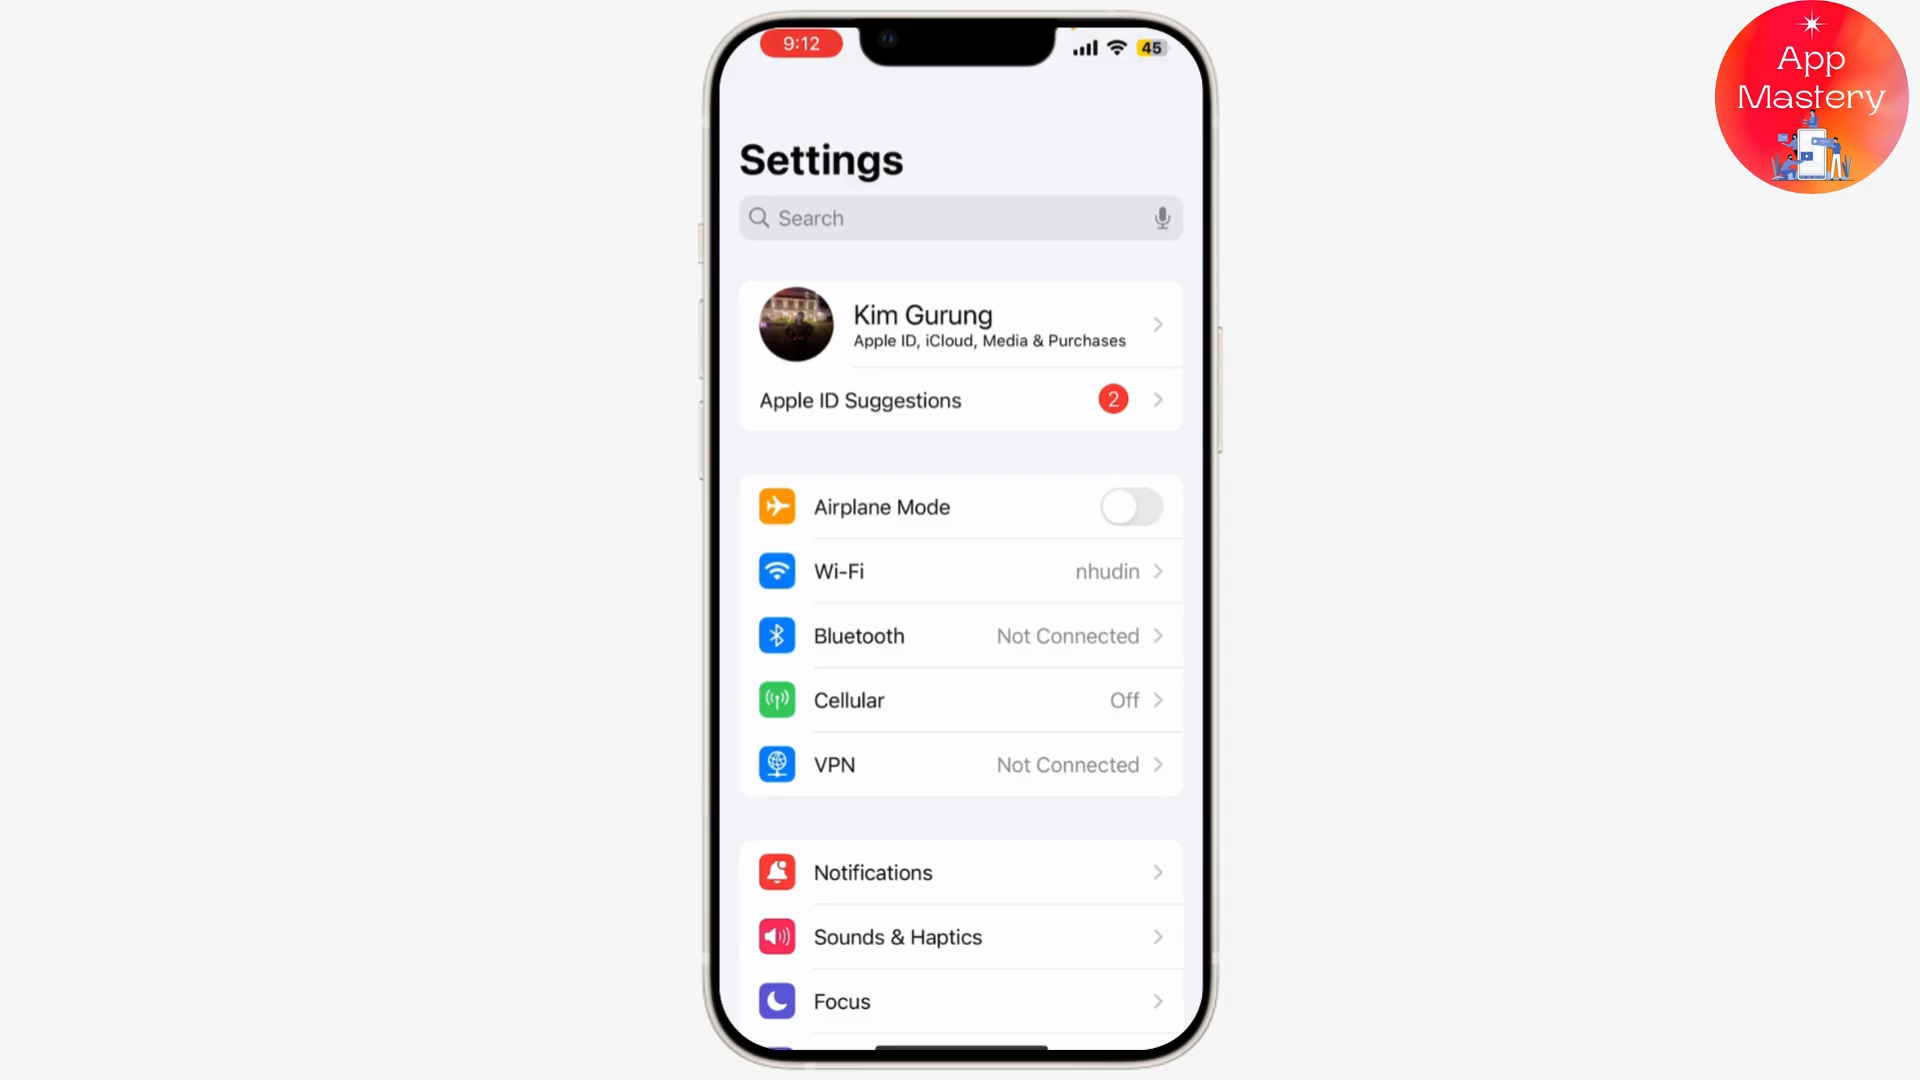 9:12
45
App
Mastery
Settings
Search
Kim Gurung
Apple ID, iCloud, Media & Purchases
Apple ID Suggestions 2
Airplane Mode
Wi-Fi nhudin
Bluetooth Not Connected
Cellular Off
VPN Not Connected
Notifications
Sounds & Haptics
Focus